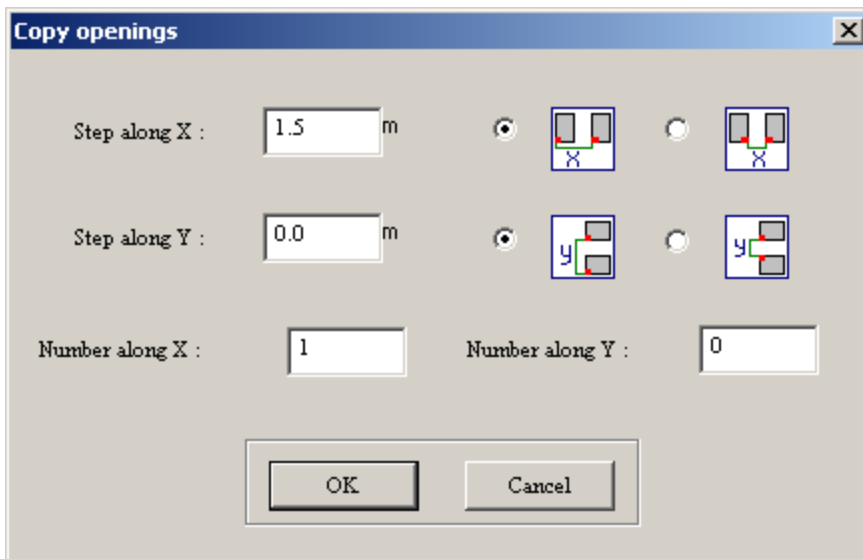 Copy openings
Step along X : 1.5 m
X X
Step along Y : 0.0 m
y y
Number along X : 1 Number along Y : 0
OK Cancel